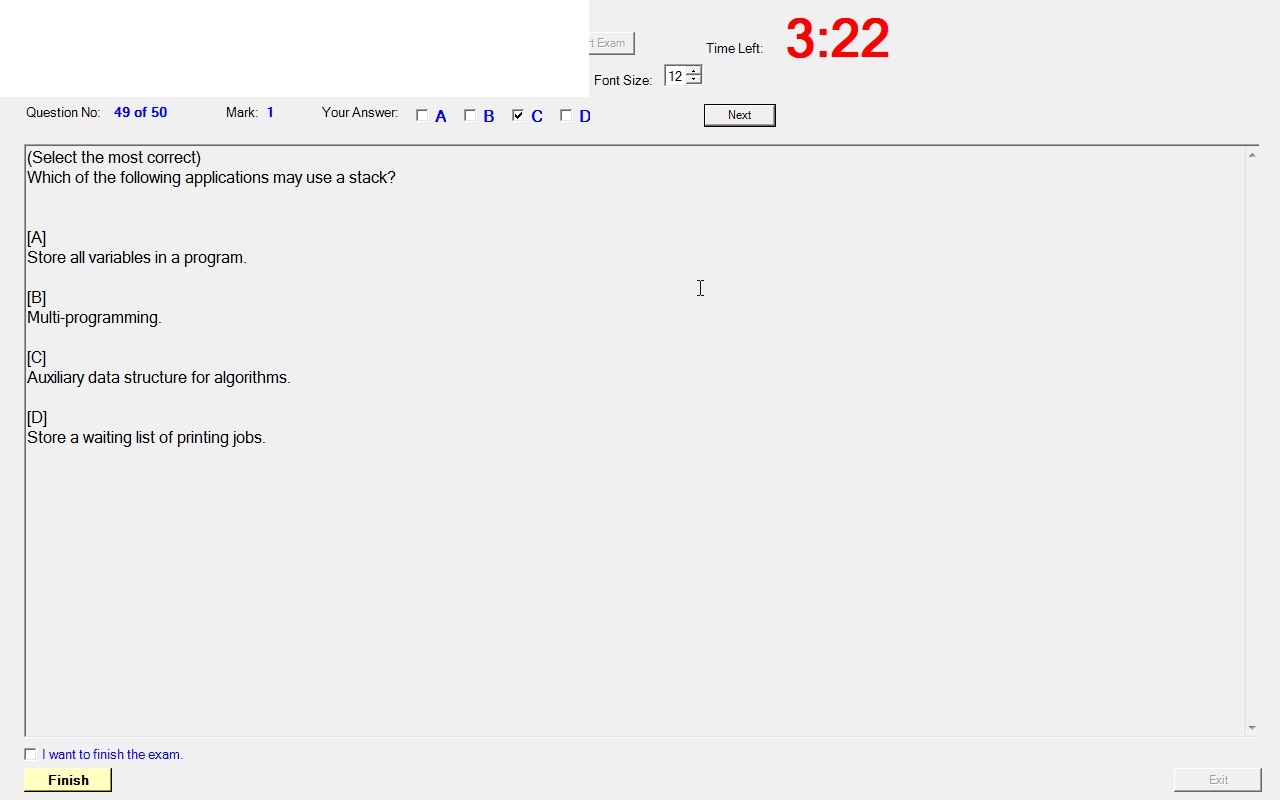 t Exam
Time Left:
3:22
Font Size:
12
Question No:
49 of 50
Mark:
1
Your Answer:
A
B
C
D
Next
(Select the most correct)
Which of the following applications may use a stack?
[A]
Store all variables in a program.
[B]
Multi-programming.
[C]
Auxiliary data structure for algorithms.
[D]
Store a waiting list of printing jobs.
I want to finish the exam.
Finish
Exit